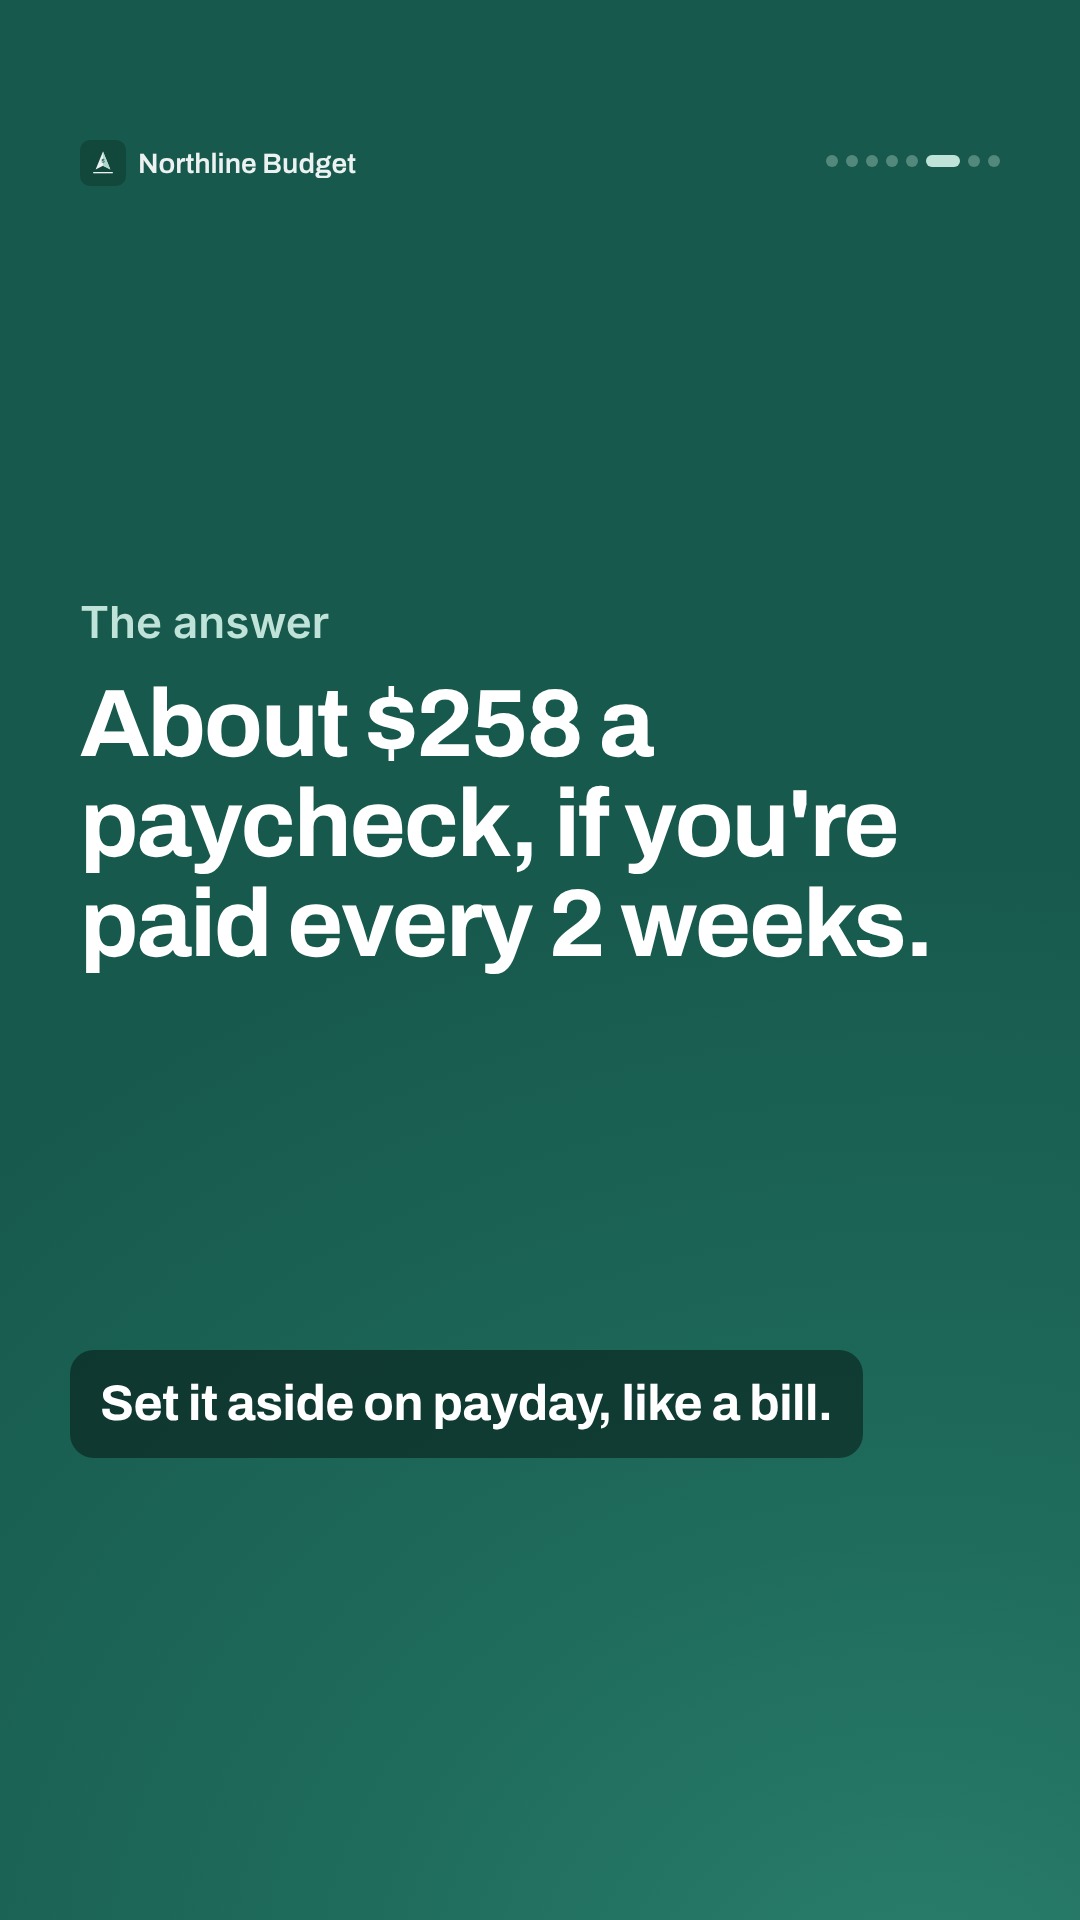 Northline Budget
The answer
About $258 a
paycheck, if you're
paid every 2 weeks.
Set it aside on payday, like a bill.